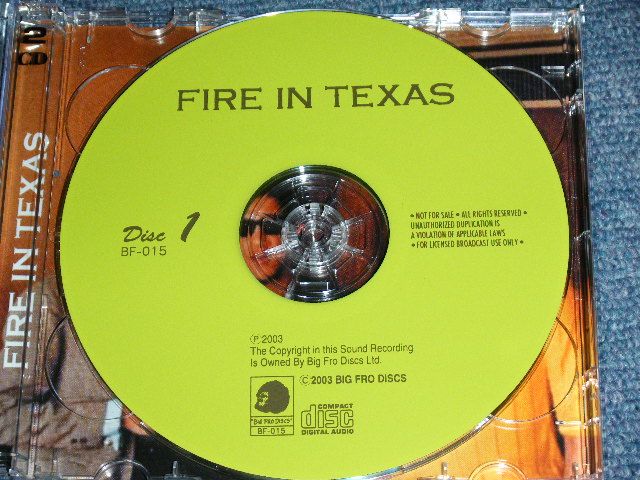 2
CD
FIRE IN TEXAS
FIRE IN TEXAS
Disc 1
BF-015
• NOT FOR SALE • ALL RIGHTS RESERVED •
UNAUTHORIZED DUPLICATION IS
A VIOLATION OF APPLICABLE LAWS
• FOR LICENSED BROADCAST USE ONLY •
Ⓟ 2003
The Copyright in this Sound Recording
Is Owned By Big Fro Discs Ltd.
© 2003 BIG FRO DISCS
"BIG FRO DISCS"
BF-015
COMPACT
disc
DIGITAL AUDIO